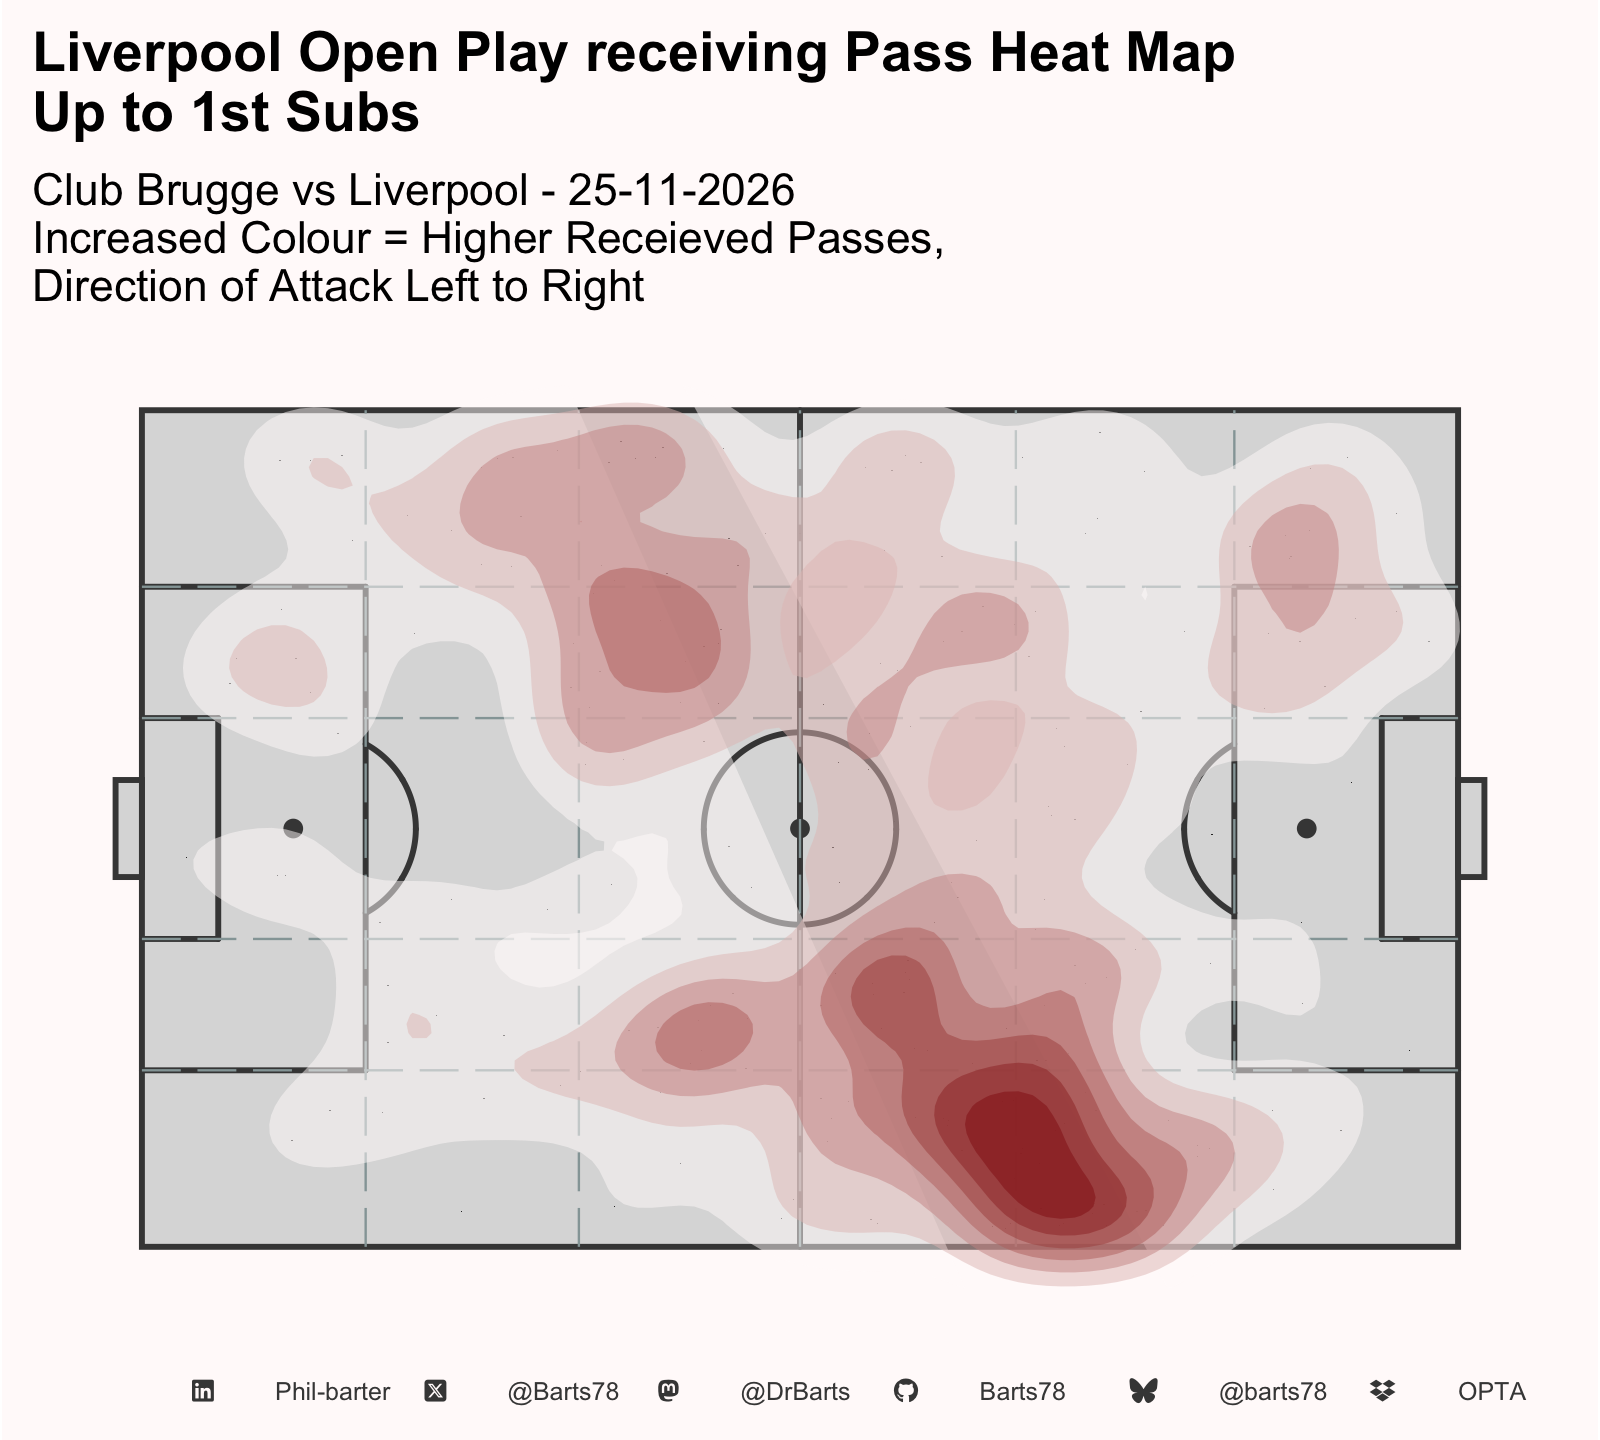 Liverpool Open Play receiving Pass Heat Map
Up to 1st Subs
Club Brugge vs Liverpool - 25-11-2026
Increased Colour = Higher Receieved Passes,
Direction of Attack Left to Right
Phil-barter @Barts78 @DrBarts Barts78 @barts78 OPTA